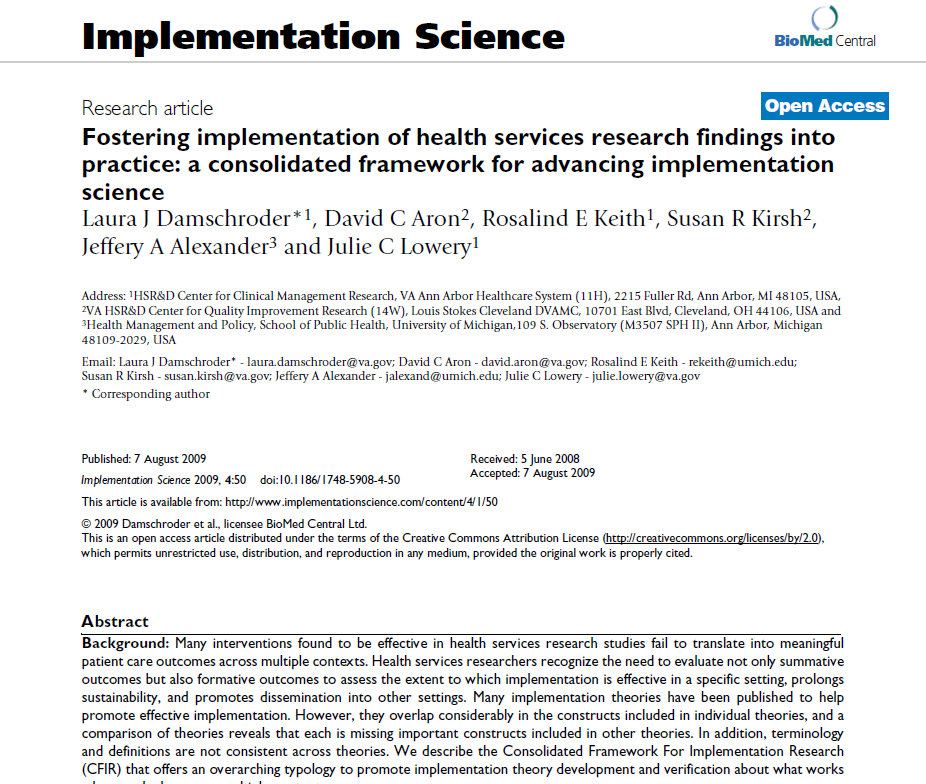 Implementation Science
BioMed Central
Research article
Open Access
Fostering implementation of health services research findings into
practice: a consolidated framework for advancing implementation
science
Laura J Damschroder*1, David C Aron2, Rosalind E Keith1, Susan R Kirsh2,
Jeffery A Alexander3 and Julie C Lowery1
Address: 1HSR&D Center for Clinical Management Research, VA Ann Arbor Healthcare System (11H), 2215 Fuller Rd, Ann Arbor, MI 48105, USA,
2VA HSR&D Center for Quality Improvement Research (14W), Louis Stokes Cleveland DVAMC, 10701 East Blvd, Cleveland, OH 44106, USA and
3Health Management and Policy, School of Public Health, University of Michigan,109 S. Observatory (M3507 SPH II), Ann Arbor, Michigan
48109-2029, USA
Email: Laura J Damschroder* - laura.damschroder@va.gov; David C Aron - david.aron@va.gov; Rosalind E Keith - rekeith@umich.edu;
Susan R Kirsh - susan.kirsh@va.gov; Jeffery A Alexander - jalexand@umich.edu; Julie C Lowery - julie.lowery@va.gov
* Corresponding author
Published: 7 August 2009
Received: 5 June 2008
Accepted: 7 August 2009
Implementation Science 2009, 4:50 doi:10.1186/1748-5908-4-50
This article is available from: http://www.implementationscience.com/content/4/1/50
© 2009 Damschroder et al., licensee BioMed Central Ltd.
This is an open access article distributed under the terms of the Creative Commons Attribution License (http://creativecommons.org/licenses/by/2.0),
which permits unrestricted use, distribution, and reproduction in any medium, provided the original work is properly cited.
Abstract
Background: Many interventions found to be effective in health services research studies fail to translate into meaningful
patient care outcomes across multiple contexts. Health services researchers recognize the need to evaluate not only summative
outcomes but also formative outcomes to assess the extent to which implementation is effective in a specific setting, prolongs
sustainability, and promotes dissemination into other settings. Many implementation theories have been published to help
promote effective implementation. However, they overlap considerably in the constructs included in individual theories, and a
comparison of theories reveals that each is missing important constructs included in other theories. In addition, terminology
and definitions are not consistent across theories. We describe the Consolidated Framework For Implementation Research
(CFIR) that offers an overarching typology to promote implementation theory development and verification about what works